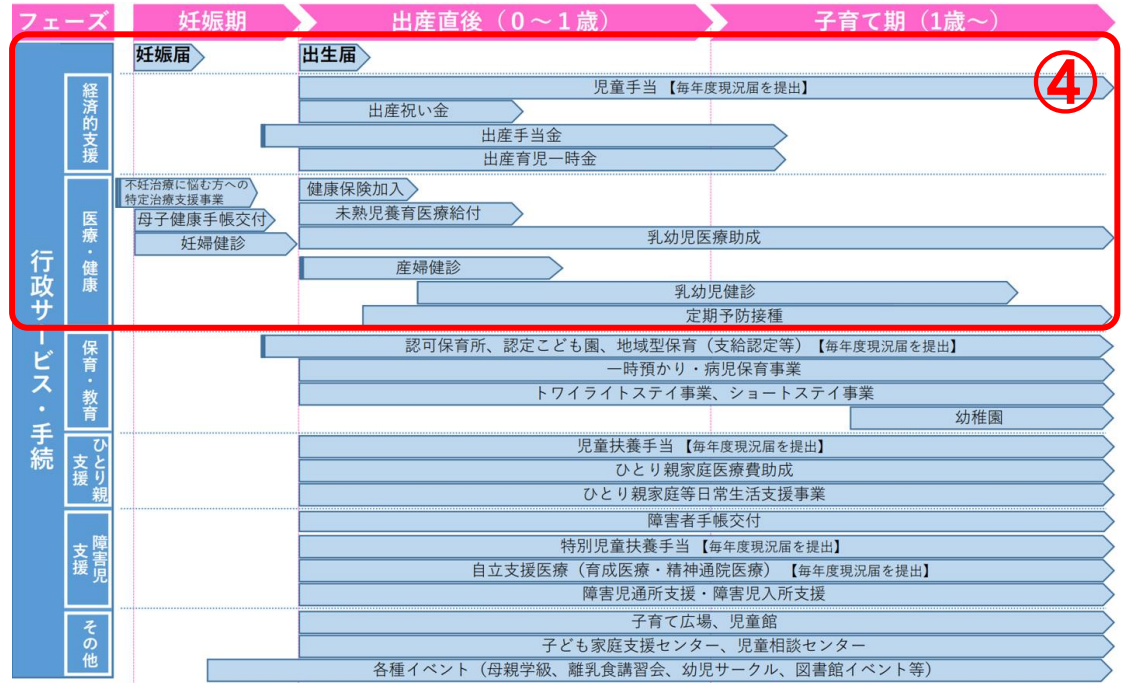 フェーズ
妊娠期
出産直後（0～1歳）
子育て期（1歳～）
④
行政サービス・手続
妊娠届
出生届
経済的支援
児童手当【毎年度現況届を提出】
出産祝い金
出産手当金
出産育児一時金
医療・健康
不妊治療に悩む方への
特定治療支援事業
健康保険加入
母子健康手帳交付
未熟児養育医療給付
妊婦健診
乳幼児医療助成
産婦健診
乳幼児健診
定期予防接種
保育・教育
認可保育所、認定こども園、地域型保育（支給認定等）【毎年度現況届を提出】
一時預かり・病児保育事業
トワイライトステイ事業、ショートステイ事業
幼稚園
ひとり親
支援
児童扶養手当【毎年度現況届を提出】
ひとり親家庭医療費助成
ひとり親家庭等日常生活支援事業
障害児
支援
障害者手帳交付
特別児童扶養手当【毎年度現況届を提出】
自立支援医療（育成医療・精神通院医療）【毎年度現況届を提出】
障害児通所支援・障害児入所支援
その他
子育て広場、児童館
子ども家庭支援センター、児童相談センター
各種イベント（母親学級、離乳食講習会、幼児サークル、図書館イベント等）